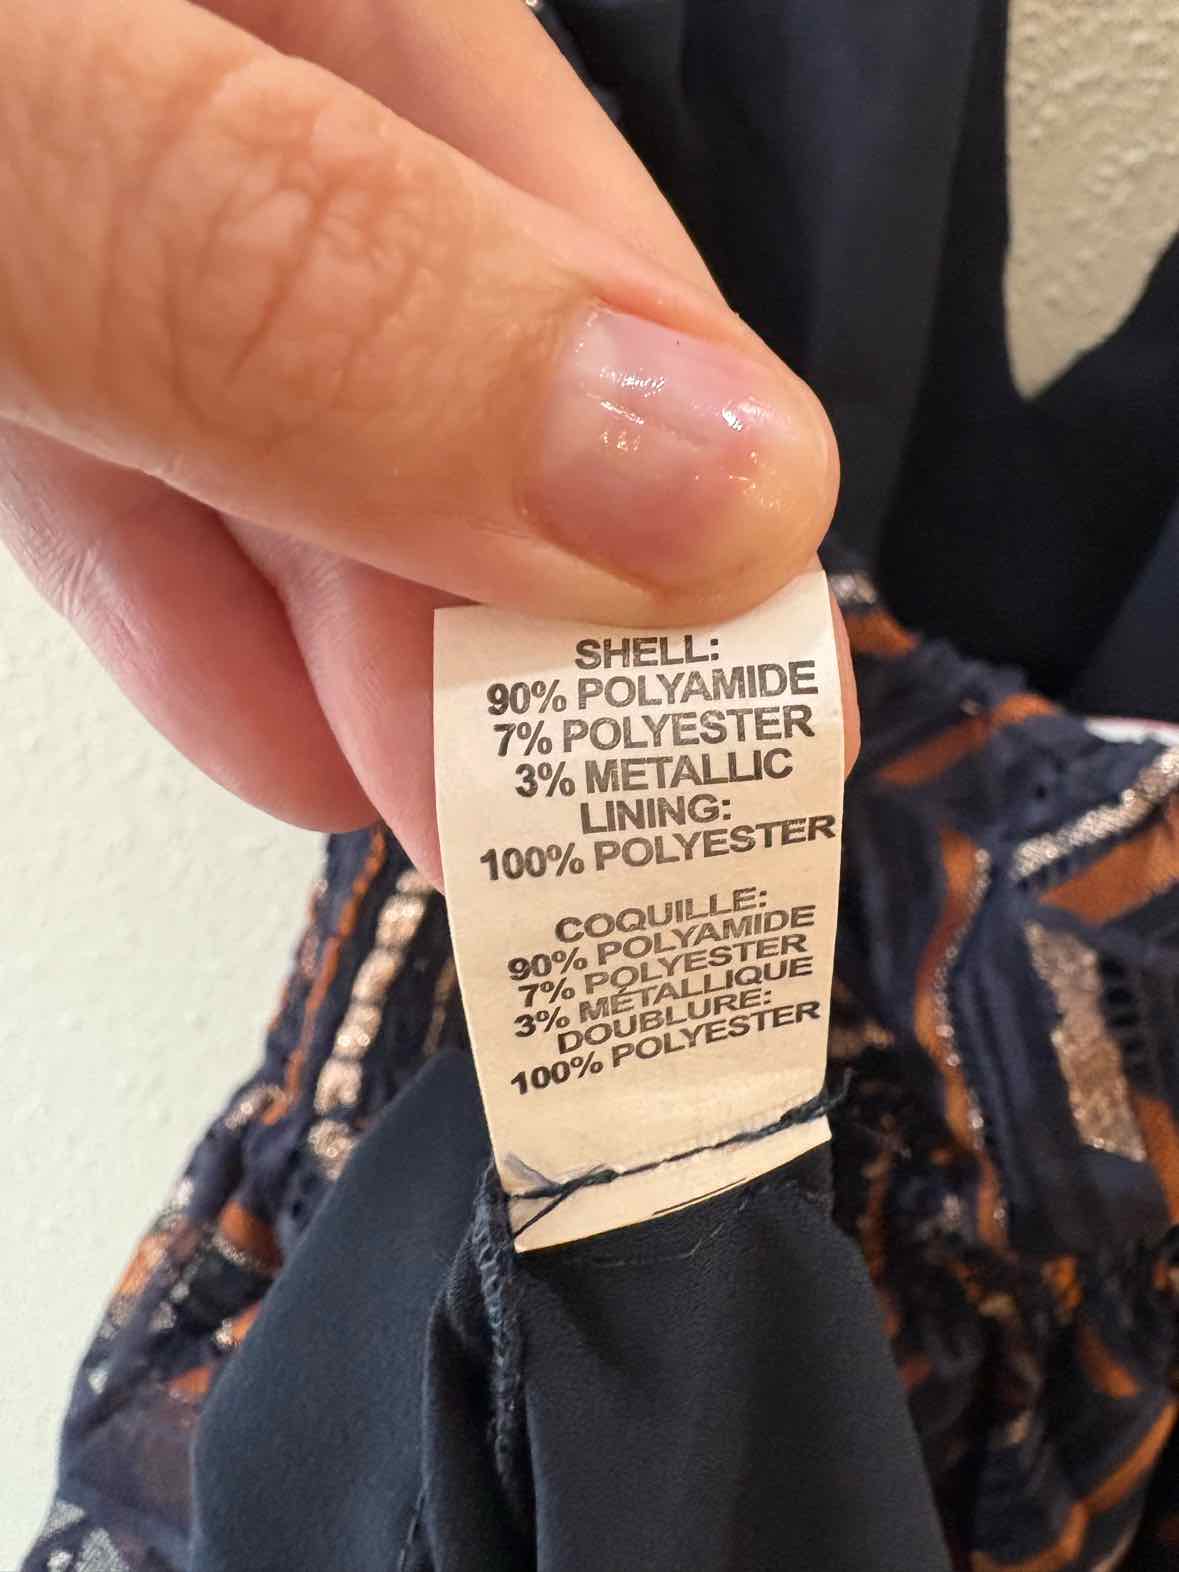 SHELL:
90% POLYAMIDE
7% POLYESTER
3% METALLIC
LINING:
100% POLYESTER
COQUILLE:
90% POLYAMIDE
7% POLYESTER
3% MÉTALLIQUE
DOUBLURE:
100% POLYESTER